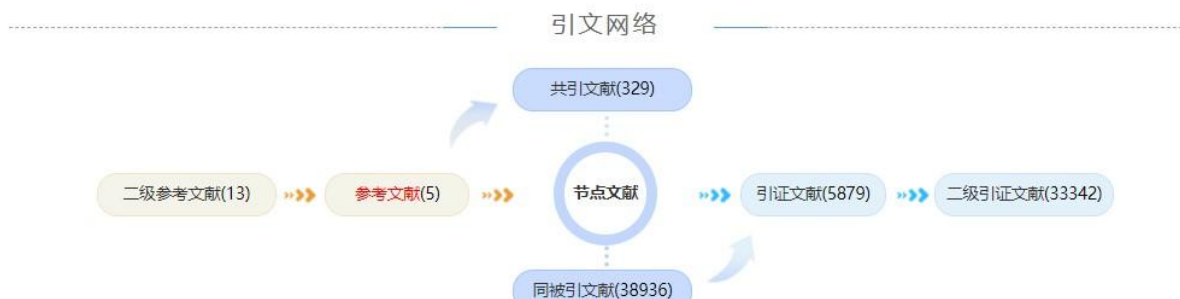 引文网络
共引文献(329)
二级参考文献(13)
参考文献(5)
节点文献
引证文献(5879)
二级引证文献(33342)
同被引文献(38936)